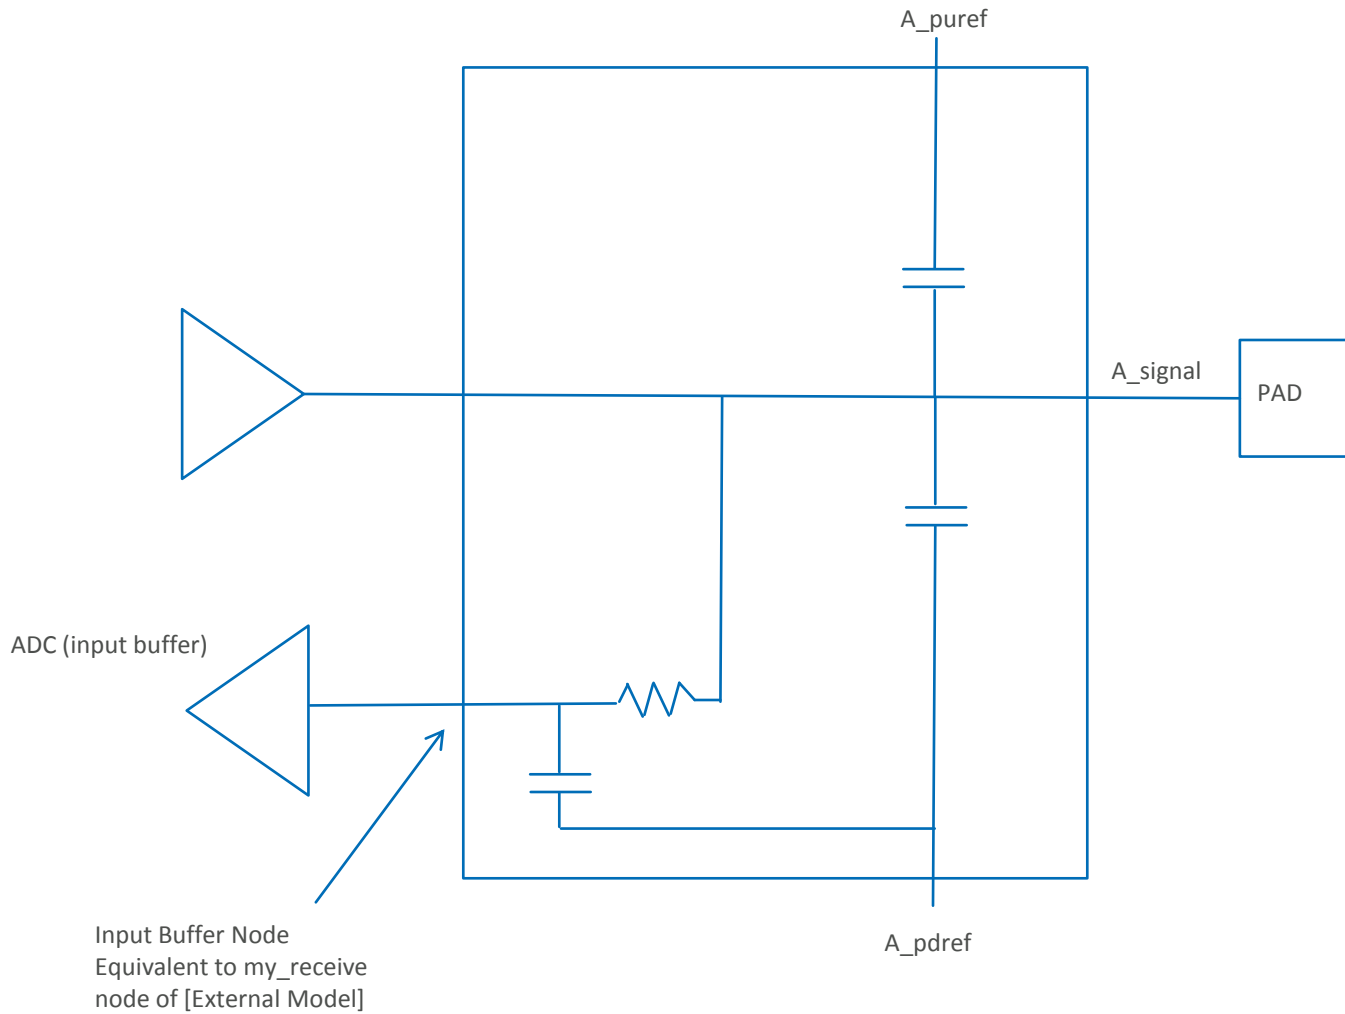 A_puref
A_signal
PAD
ADC (input buffer)
Input Buffer Node
Equivalent to my_receive
node of [External Model]
A_pdref